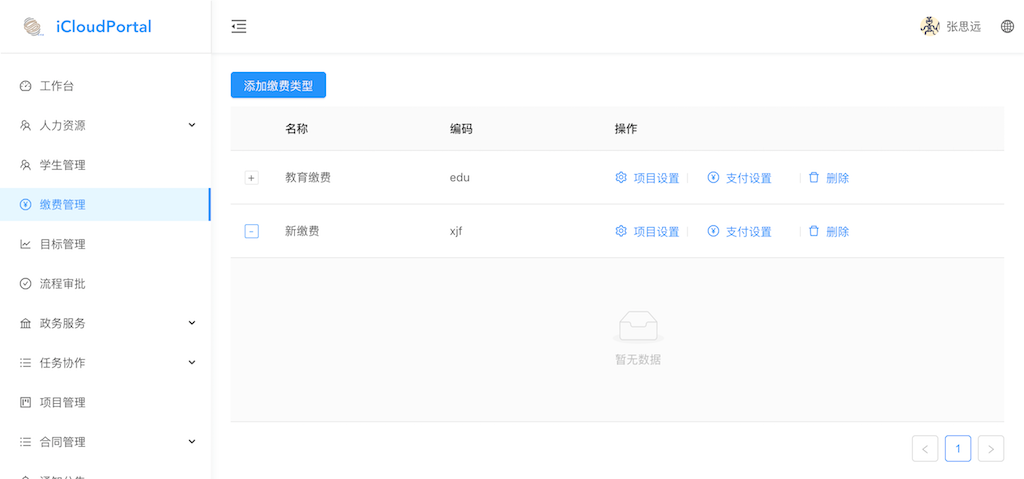 iCloudPortal
张思远
工作台
人力资源
学生管理
缴费管理
目标管理
流程审批
政务服务
任务协作
项目管理
合同管理
通知公告
添加缴费类型
名称 编码 操作
教育缴费 edu 项目设置 支付设置 删除
新缴费 xjf 项目设置 支付设置 删除
暂无数据
1